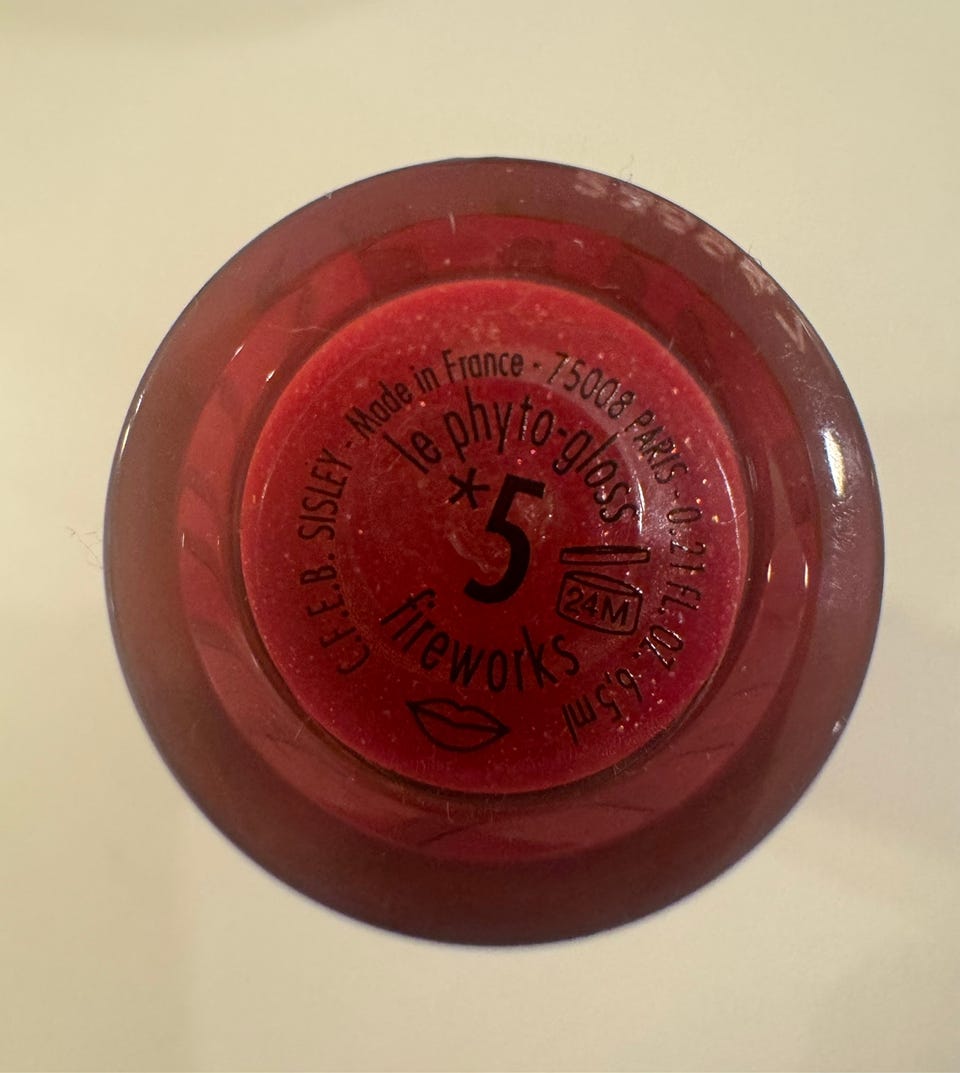 C.F.E.B. SISLEY - Made in France - 75008 PARIS - 0.21 FL. OZ. 6,5ml
le phyto-gloss
*5
24M
fireworks